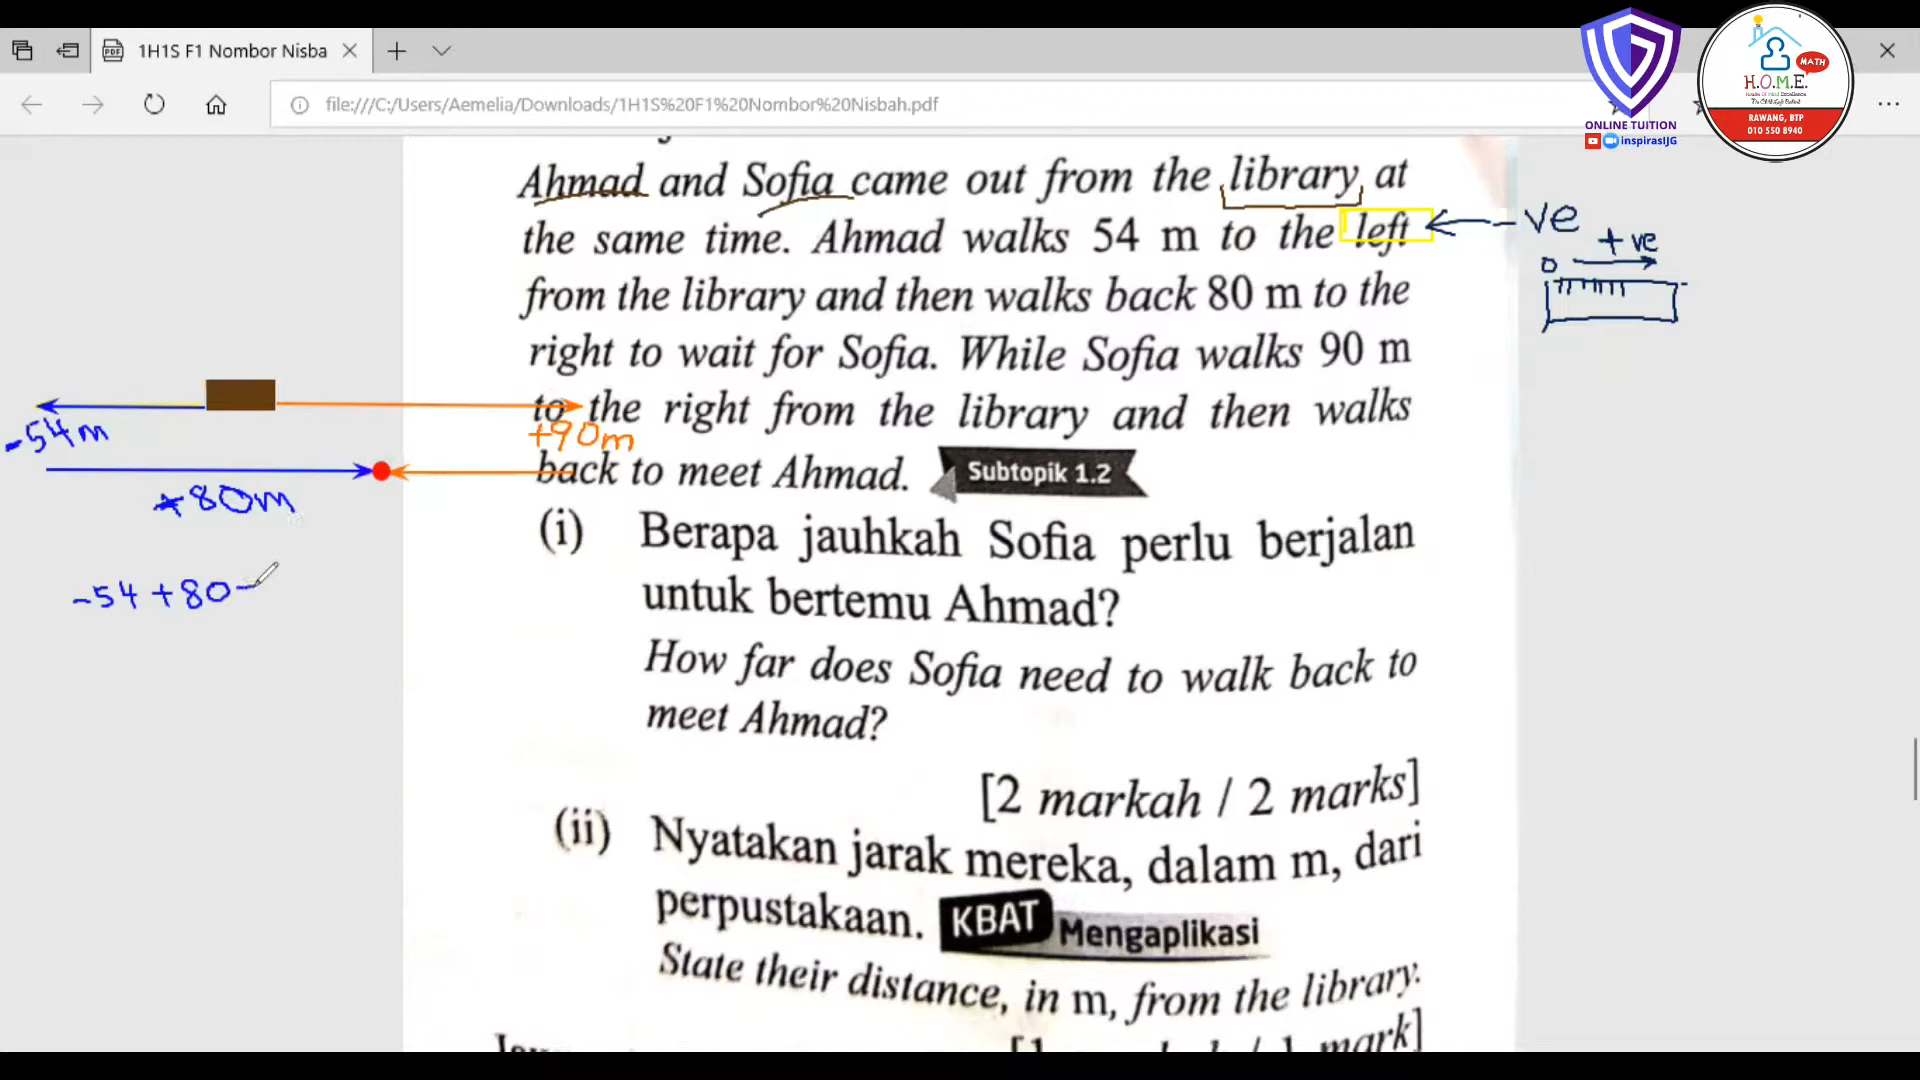 1H1S F1 Nombor Nisba
file:///C:/Users/Aemelia/Downloads/1H1S%20F1%20Nombor%20Nisbah.pdf
ONLINE TUITION
inspirasIJG
MATH
H.O.M.E.
RAWANG, BTP
010 550 8940
Ahmad and Sofia came out from the library at
the same time. Ahmad walks 54 m to the left
from the library and then walks back 80 m to the
right to wait for Sofia. While Sofia walks 90 m
to the right from the library and then walks
back to meet Ahmad. Subtopik 1.2
-ve
+ve
0
-54m
+90m
+80m
-54+80-
(i) Berapa jauhkah Sofia perlu berjalan
untuk bertemu Ahmad?
How far does Sofia need to walk back to
meet Ahmad?
[2 markah / 2 marks]
(ii) Nyatakan jarak mereka, dalam m, dari
perpustakaan. KBAT Mengaplikasi
State their distance, in m, from the library.
mark]